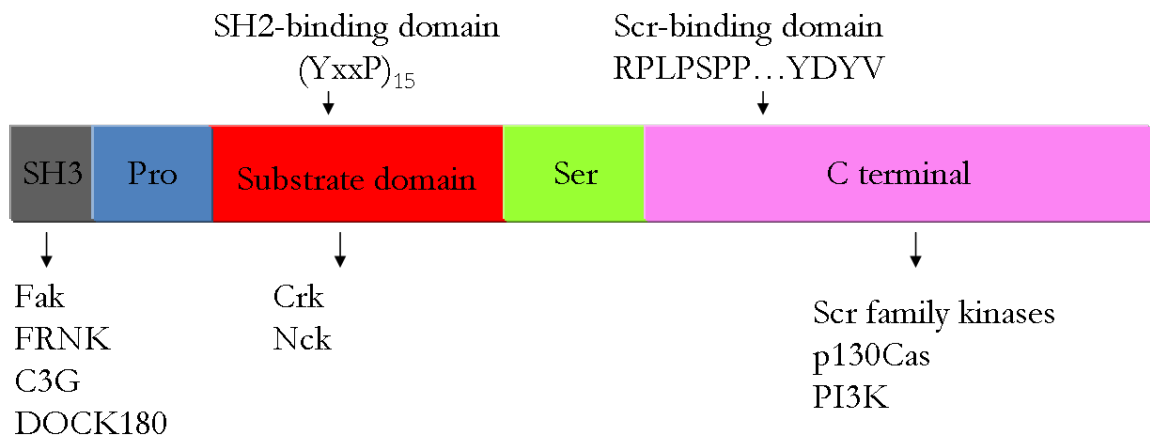 SH2-binding domain
(YxxP)15
Scr-binding domain
RPLPSPP...YDYV
SH3
Pro
Substrate domain
Ser
C terminal
Fak
FRNK
C3G
DOCK180
Crk
Nck
Scr family kinases
p130Cas
PI3K